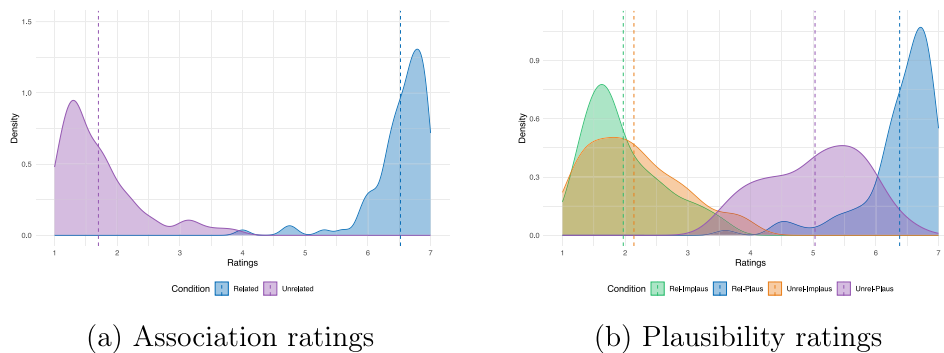 1.5
1.0
0.5
0.0
Density
1 2 3 4 5 6 7
Ratings
Condition Related Unrelated
(a) Association ratings
0.9
0.6
0.3
0.0
Density
1 2 3 4 5 6 7
Ratings
Condition Rel-Implaus Rel-Plaus Unrel-Implaus Unrel-Plaus
(b) Plausibility ratings